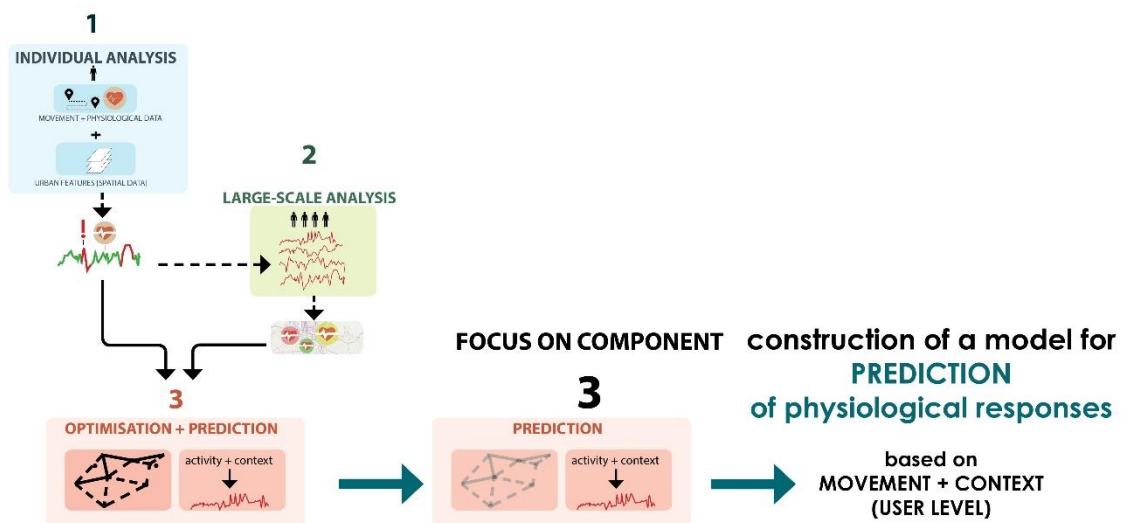 1
INDIVIDUAL ANALYSIS
MOVEMENT + PHYSIOLOGICAL DATA
+
URBAN FEATURES (SPATIAL DATA)
!
2
LARGE-SCALE ANALYSIS
3
OPTIMISATION + PREDICTION
activity + context
FOCUS ON COMPONENT
3
PREDICTION
activity + context
construction of a model for
PREDICTION
of physiological responses
based on
MOVEMENT + CONTEXT
(USER LEVEL)